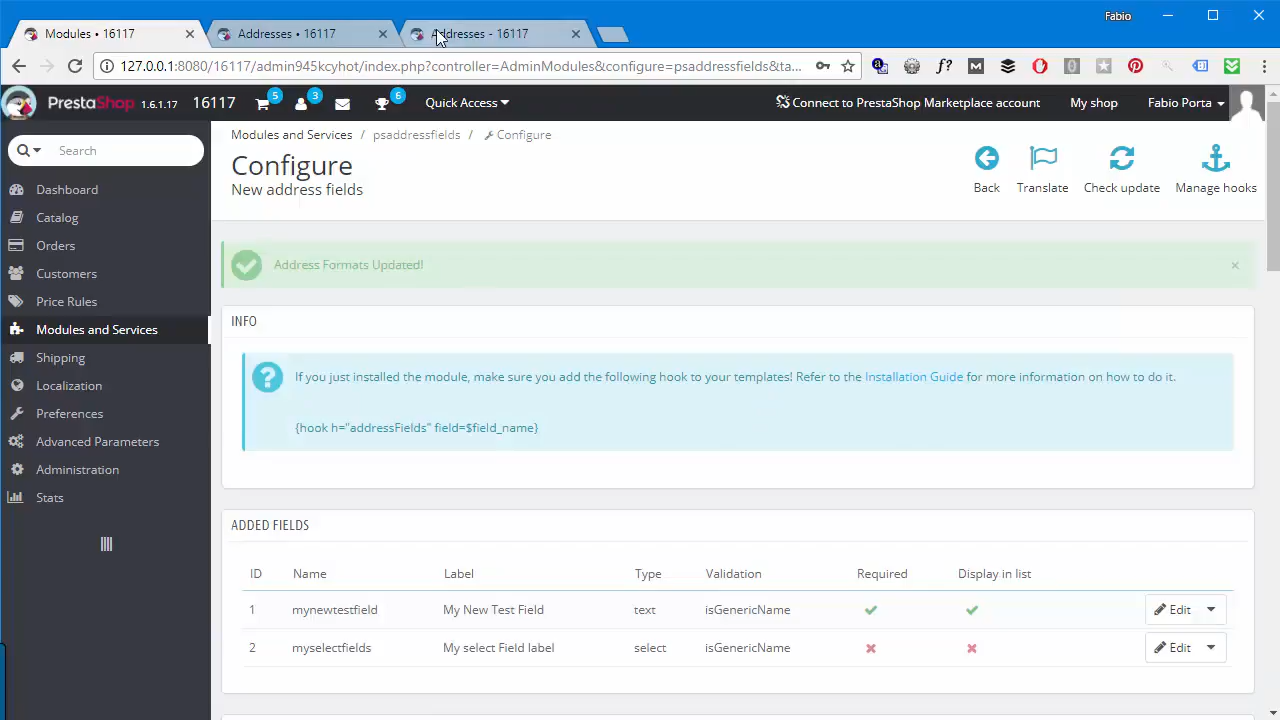 Fabio
Modules • 16117
Addresses • 16117
Addresses - 16117
127.0.0.1:8080/16117/admin945kcyhot/index.php?controller=AdminModules&configure=psaddressfields&ta...
PrestaShop 1.6.1.17 16117 5 3 6 Quick Access
Connect to PrestaShop Marketplace account My shop Fabio Porta
Search
Dashboard
Catalog
Orders
Customers
Price Rules
Modules and Services
Shipping
Localization
Preferences
Advanced Parameters
Administration
Stats
Modules and Services / psaddressfields / Configure
Configure
New address fields
Back Translate Check update Manage hooks
Address Formats Updated!
×
INFO
If you just installed the module, make sure you add the following hook to your templates! Refer to the Installation Guide for more information on how to do it.
{hook h="addressFields" field=$field_name}
ADDED FIELDS
ID Name Label Type Validation Required Display in list
1 mynewtestfield My New Test Field text isGenericName Edit
2 myselectfields My select Field label select isGenericName Edit